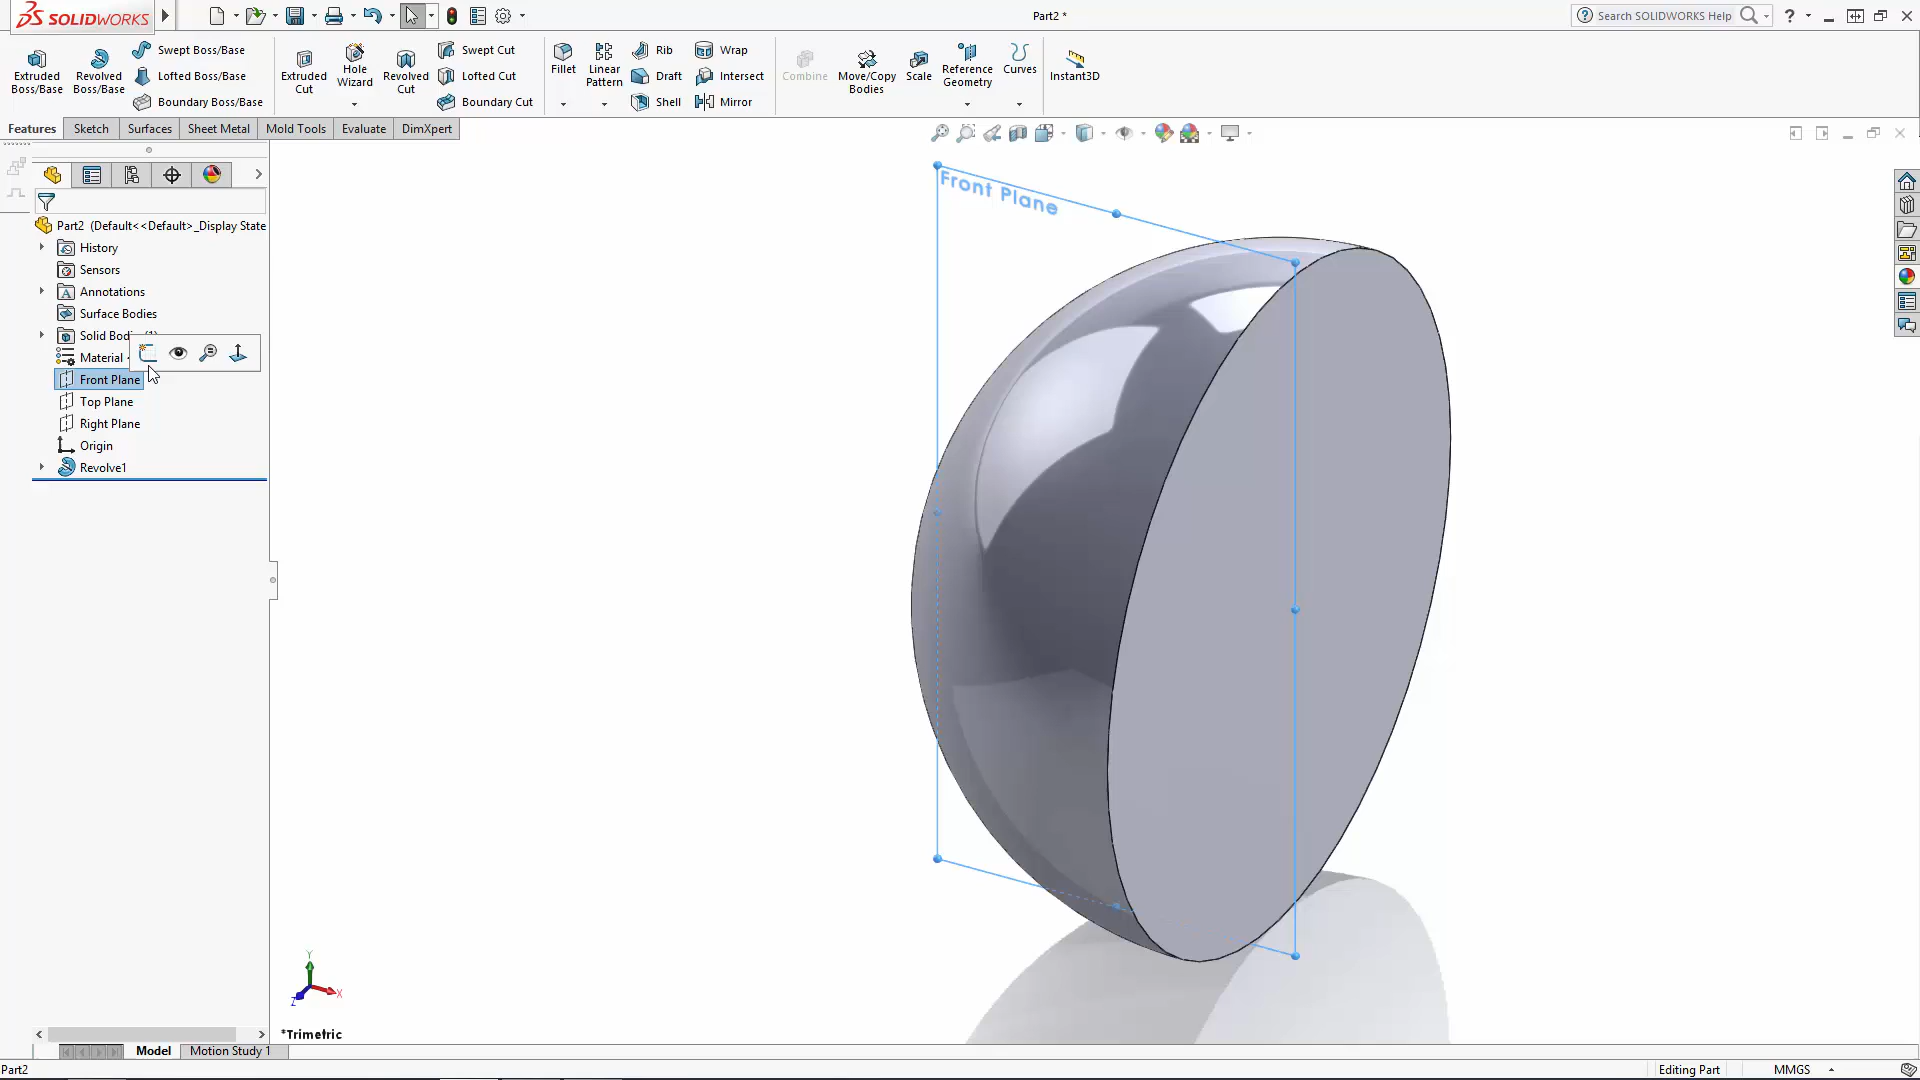 SOLIDWORKS
Part2 *
Search SOLIDWORKS Help
Extruded Boss/Base
Revolved Boss/Base
Swept Boss/Base
Lofted Boss/Base
Boundary Boss/Base
Extruded Cut
Hole Wizard
Revolved Cut
Swept Cut
Lofted Cut
Boundary Cut
Fillet
Linear Pattern
Rib
Draft
Shell
Wrap
Intersect
Mirror
Combine
Move/Copy Bodies
Scale
Reference Geometry
Curves
Instant3D
Features
Sketch
Surfaces
Sheet Metal
Mold Tools
Evaluate
DimXpert
Part2 (Default<<Default>_Display State
History
Sensors
Annotations
Surface Bodies
Solid Bod
Material
Front Plane
Top Plane
Right Plane
Origin
Revolve1
Front Plane
Y
X
Z
*Trimetric
Model
Motion Study 1
Part2
Editing Part
MMGS